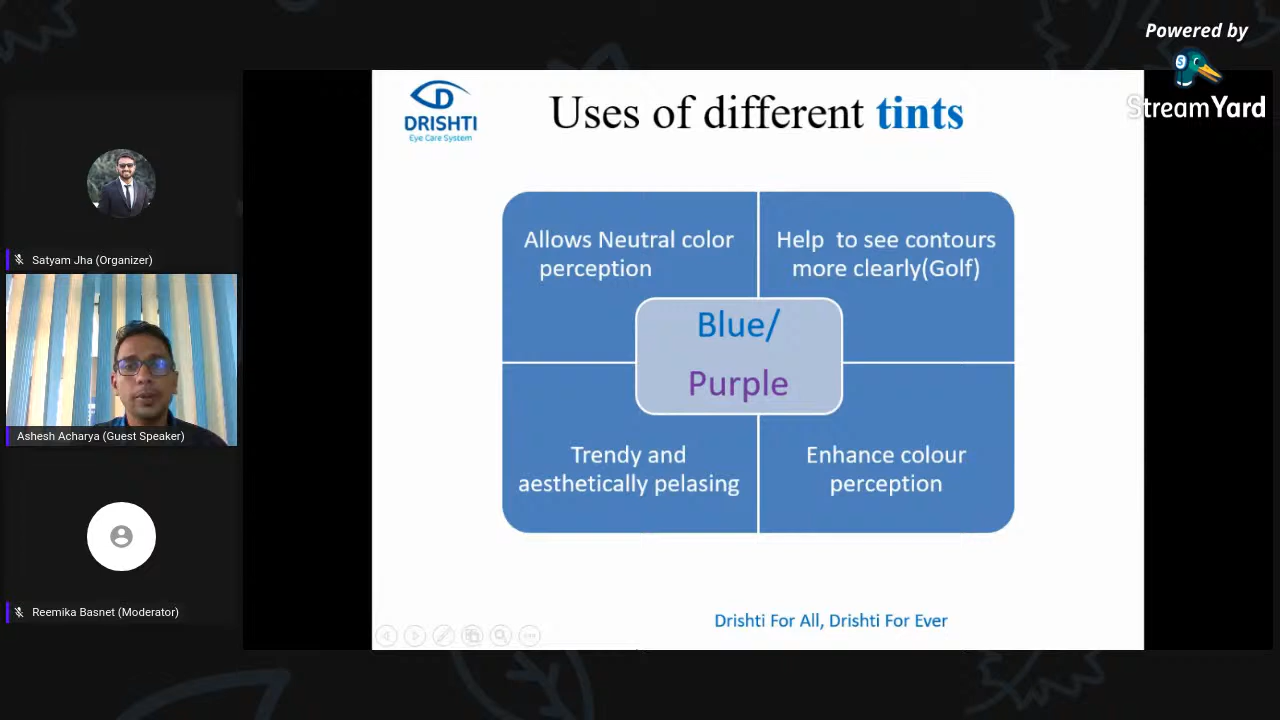 Powered by
StreamYard
DRISHTI
Eye Care System
Uses of different tints
Allows Neutral color
perception
Help to see contours
more clearly(Golf)
Blue/
Purple
Trendy and
aesthetically pelasing
Enhance colour
perception
Drishti For All, Drishti For Ever
Satyam Jha (Organizer)
Ashesh Acharya (Guest Speaker)
Reemika Basnet (Moderator)